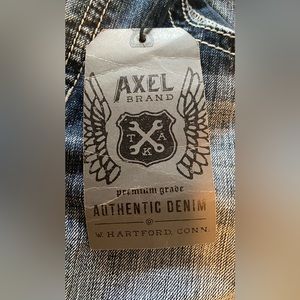 AXEL
BRAND
T A
K
premium grade
AUTHENTIC DENIM
@
W. HARTFORD, CONN.